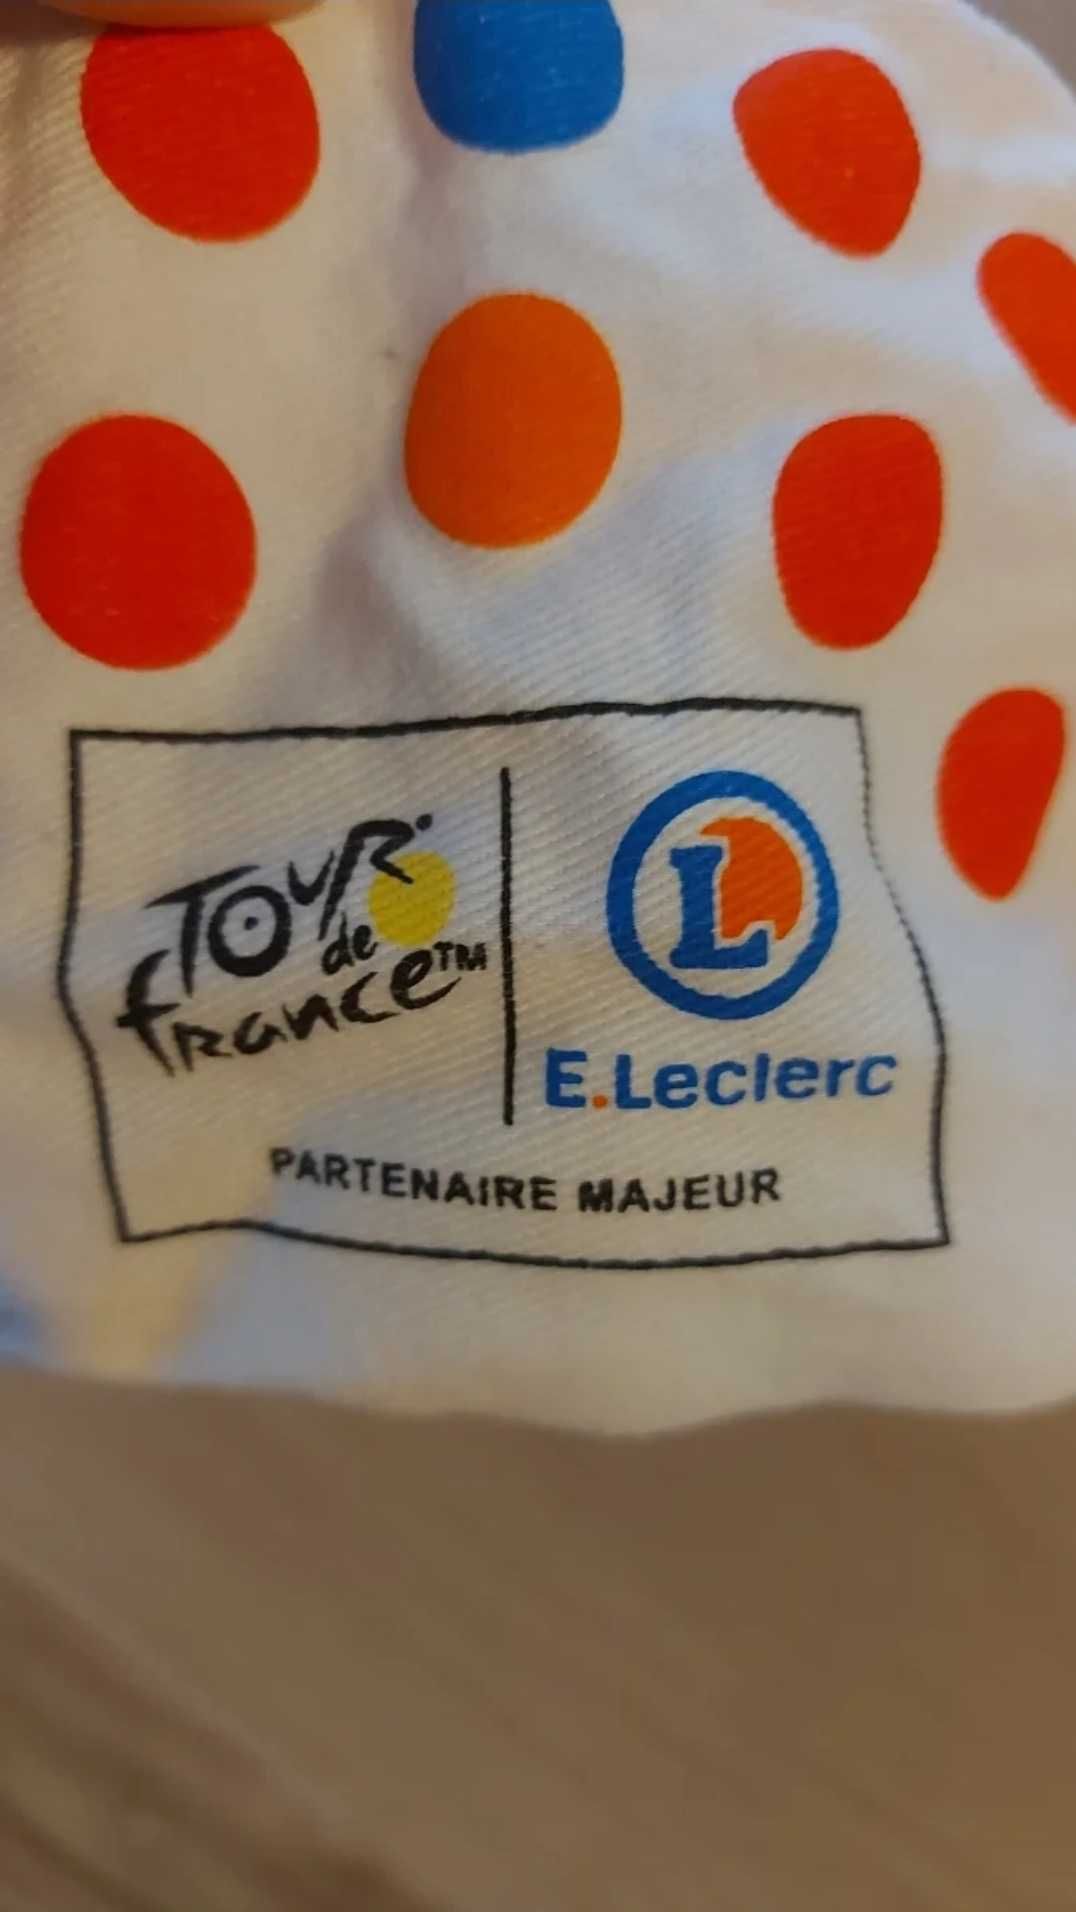 TOUR
de
france™
L
E.Leclerc
PARTENAIRE MAJEUR